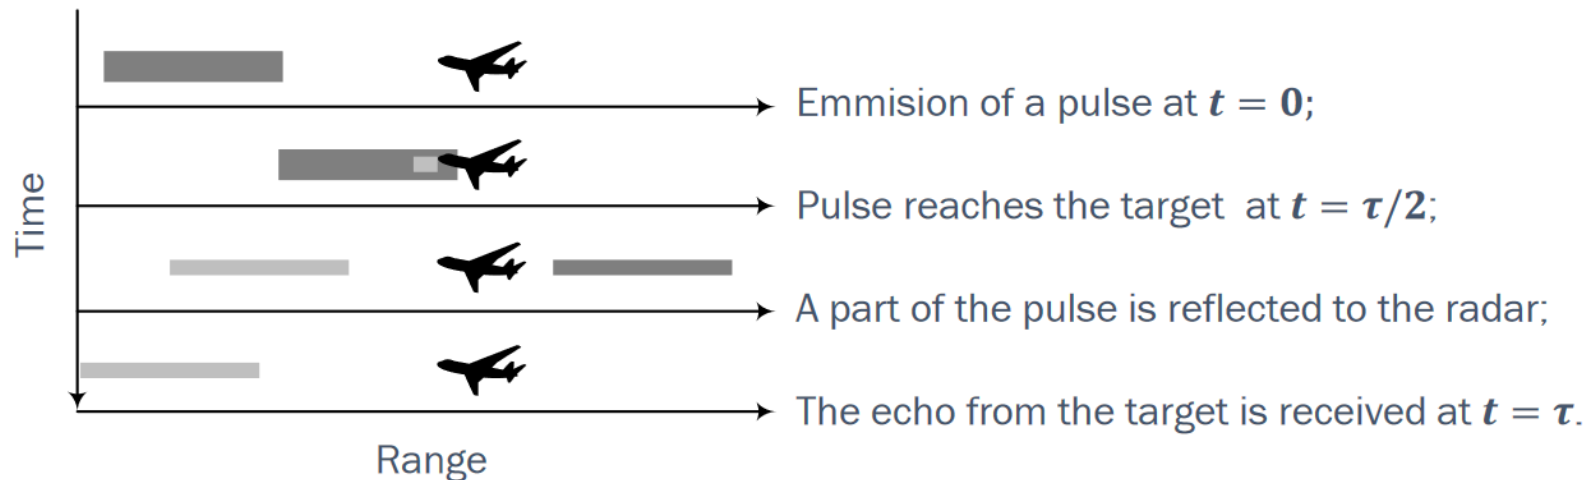 Emmision of a pulse at t = 0;
Pulse reaches the target at t = τ/2;
Time
A part of the pulse is reflected to the radar;
The echo from the target is received at t = τ.
Range